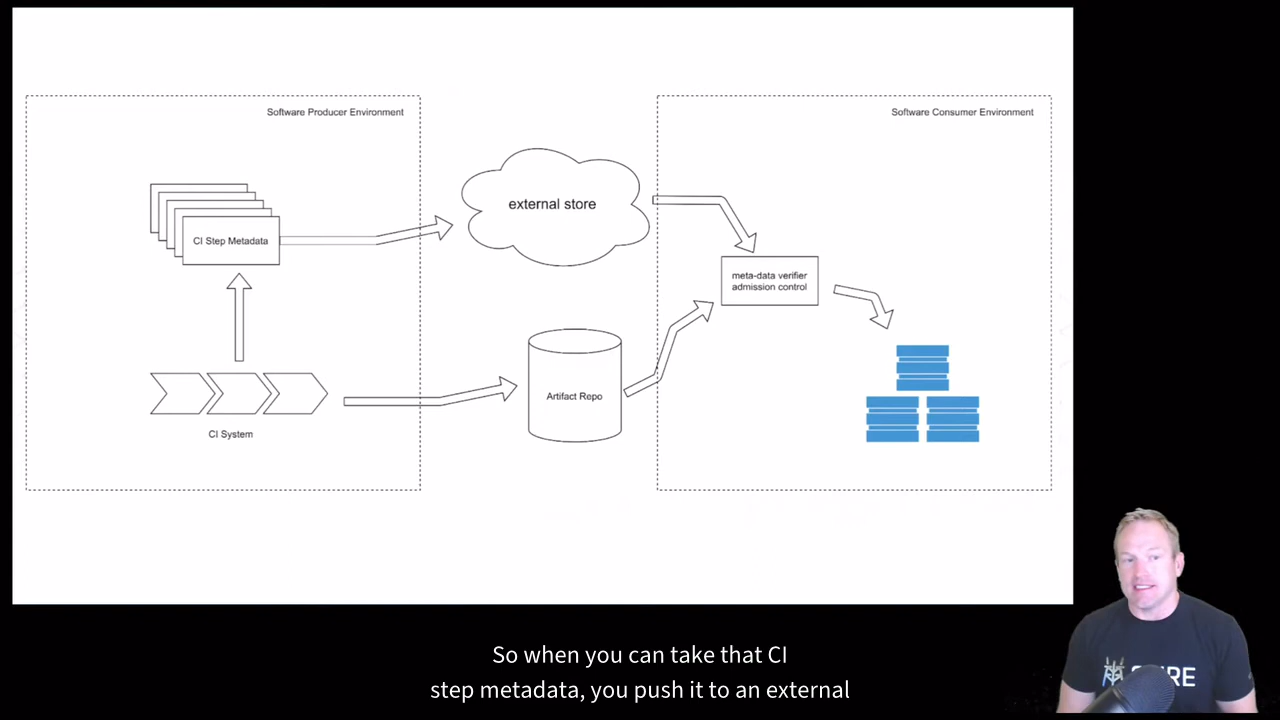 Software Producer Environment
Software Consumer Environment
external store
CI Step Metadata
meta-data verifier
admission control
Artifact Repo
CI System
So when you can take that CI
step metadata, you push it to an external